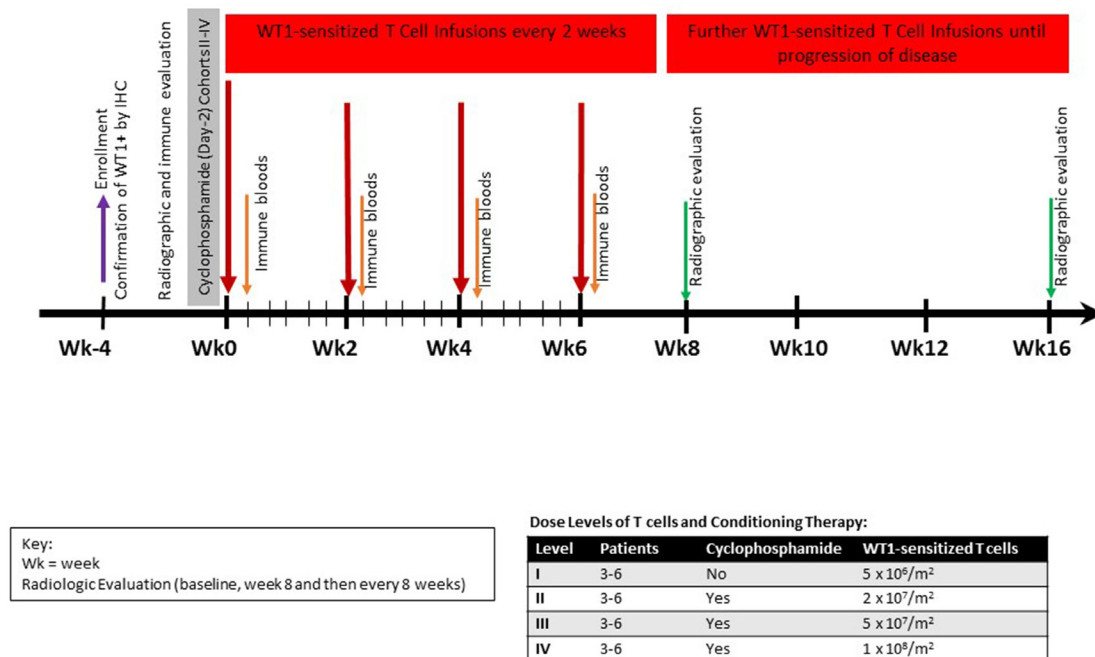 WT1-sensitized T Cell Infusions every 2 weeks
Further WT1-sensitized T Cell Infusions until
progression of disease
Enrollment
Confirmation of WT1+ by IHC
Radiographic and immune evaluation
Cyclophosphamide (Day-2) CohortsII-IV
Immune bloods
Immune bloods
Immune bloods
Immune bloods
Radiographic evaluation
Radiographic evaluation
Wk-4 Wk0 Wk2 Wk4 Wk6 Wk8 Wk10 Wk12 Wk16
Key:
Wk = week
Radiologic Evaluation (baseline, week 8 and then every 8 weeks)
Dose Levels of T cells and Conditioning Therapy:
Level Patients Cyclophosphamide WT1-sensitized T cells
I 3-6 No 5 x 10⁶/m²
II 3-6 Yes 2 x 10⁷/m²
III 3-6 Yes 5 x 10⁷/m²
IV 3-6 Yes 1 x 10⁸/m²